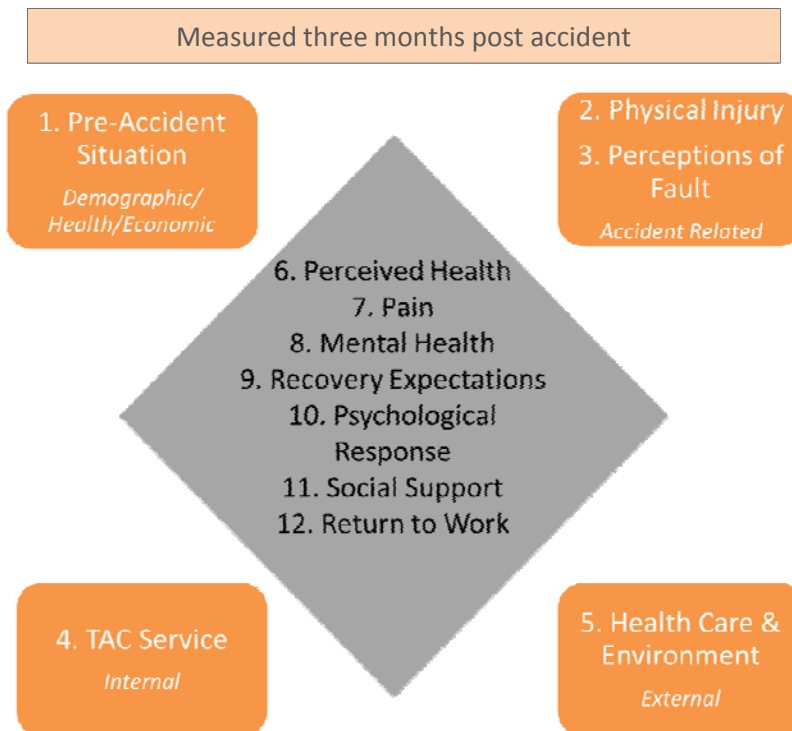 Measured three months post accident
1. Pre-Accident
Situation
Demographic/
Health/Economic
2. Physical Injury
3. Perceptions of
Fault
Accident Related
6. Perceived Health
7. Pain
8. Mental Health
9. Recovery Expectations
10. Psychological
Response
11. Social Support
12. Return to Work
4. TAC Service
Internal
5. Health Care &
Environment
External